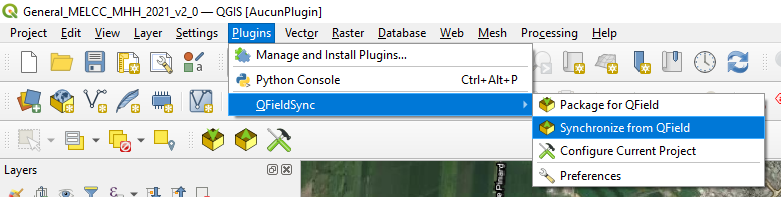 General_MELCC_MHH_2021_v2_0 — QGIS [AucunPlugin]
Project Edit View Layer Settings Plugins Vector Raster Database Web Mesh Processing Help
Manage and Install Plugins...
Python Console Ctrl+Alt+P
QFieldSync
Package for QField
Synchronize from QField
Configure Current Project
Preferences
Layers
Pinard